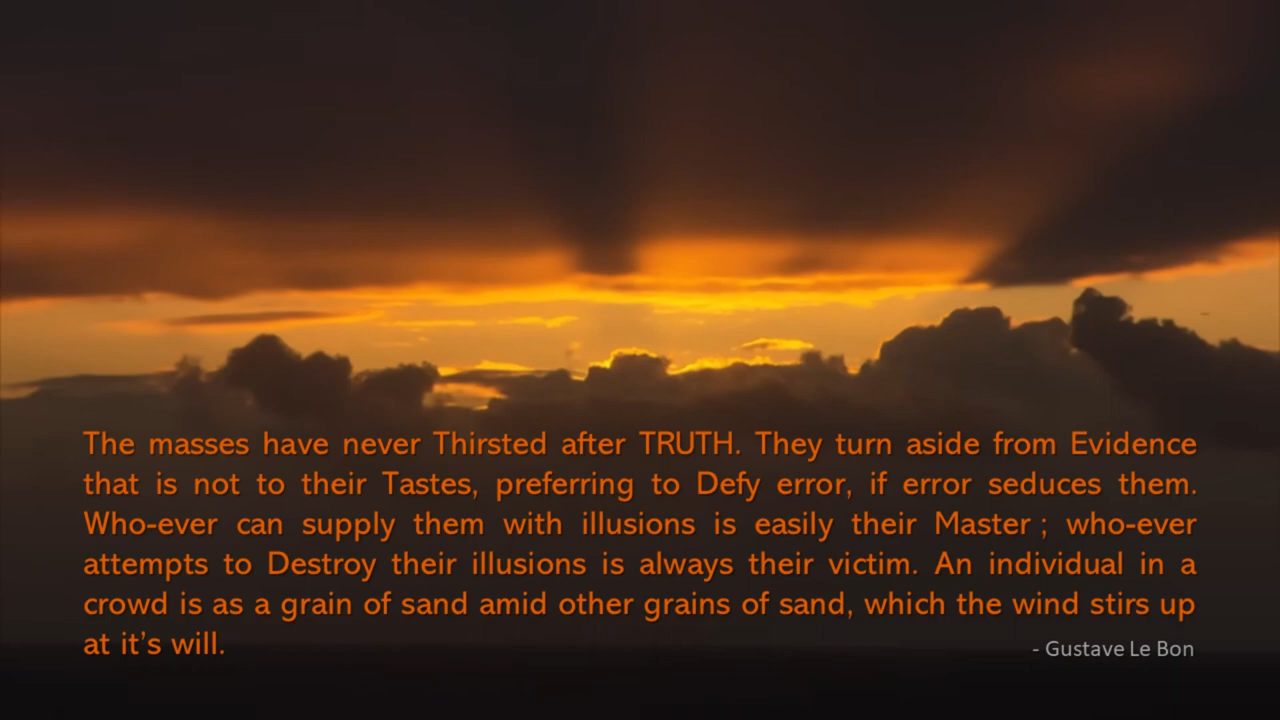 The masses have never Thirsted after TRUTH. They turn aside from Evidence
that is not to their Tastes, preferring to Defy error, if error seduces them.
Who-ever can supply them with illusions is easily their Master ; who-ever
attempts to Destroy their illusions is always their victim. An individual in a
crowd is as a grain of sand amid other grains of sand, which the wind stirs up
at it’s will.
- Gustave Le Bon